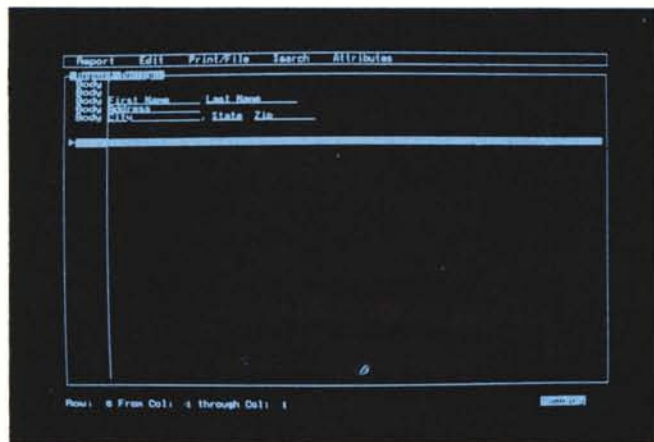 Report Edit Print/File Search Attributes
Body
Body
Body First Name Last Name
Body Address
Body City , State Zip
Row: 6 From Col: 1 through Col: 1